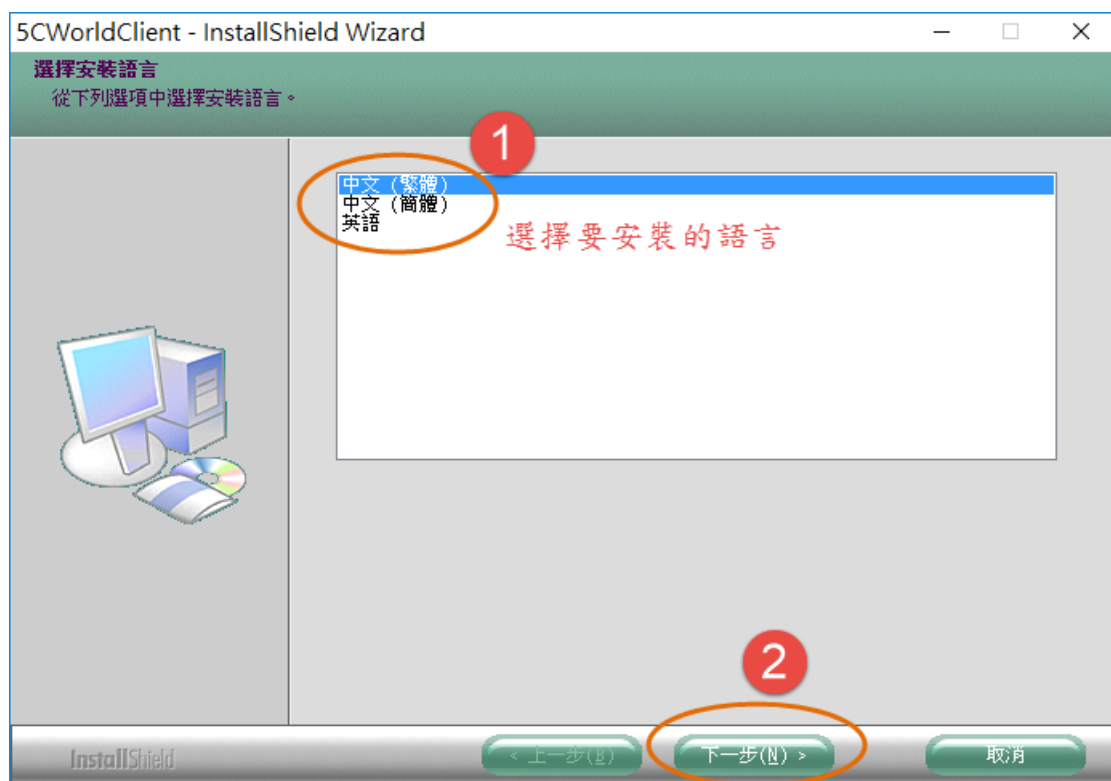 5CWorldClient - InstallShield Wizard
選擇安裝語言
從下列選項中選擇安裝語言。
1
中文 (繁體)
中文 (簡體)
英語
選擇要安裝的語言
2
InstallShield
< 上一步(B)
下一步(N) >
取消